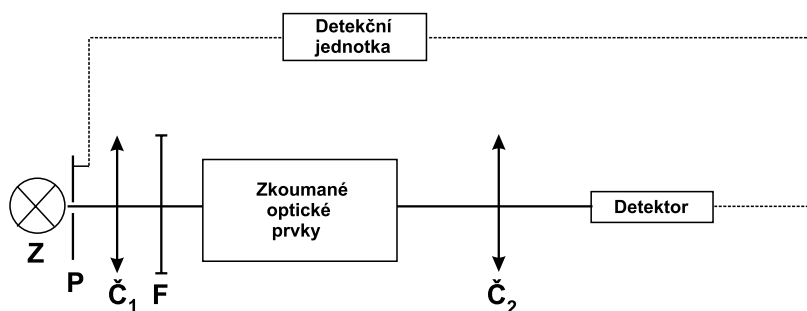 Detekční
jednotka
Zkoumané
optické
prvky
Detektor
Z
P
Č1
F
Č2